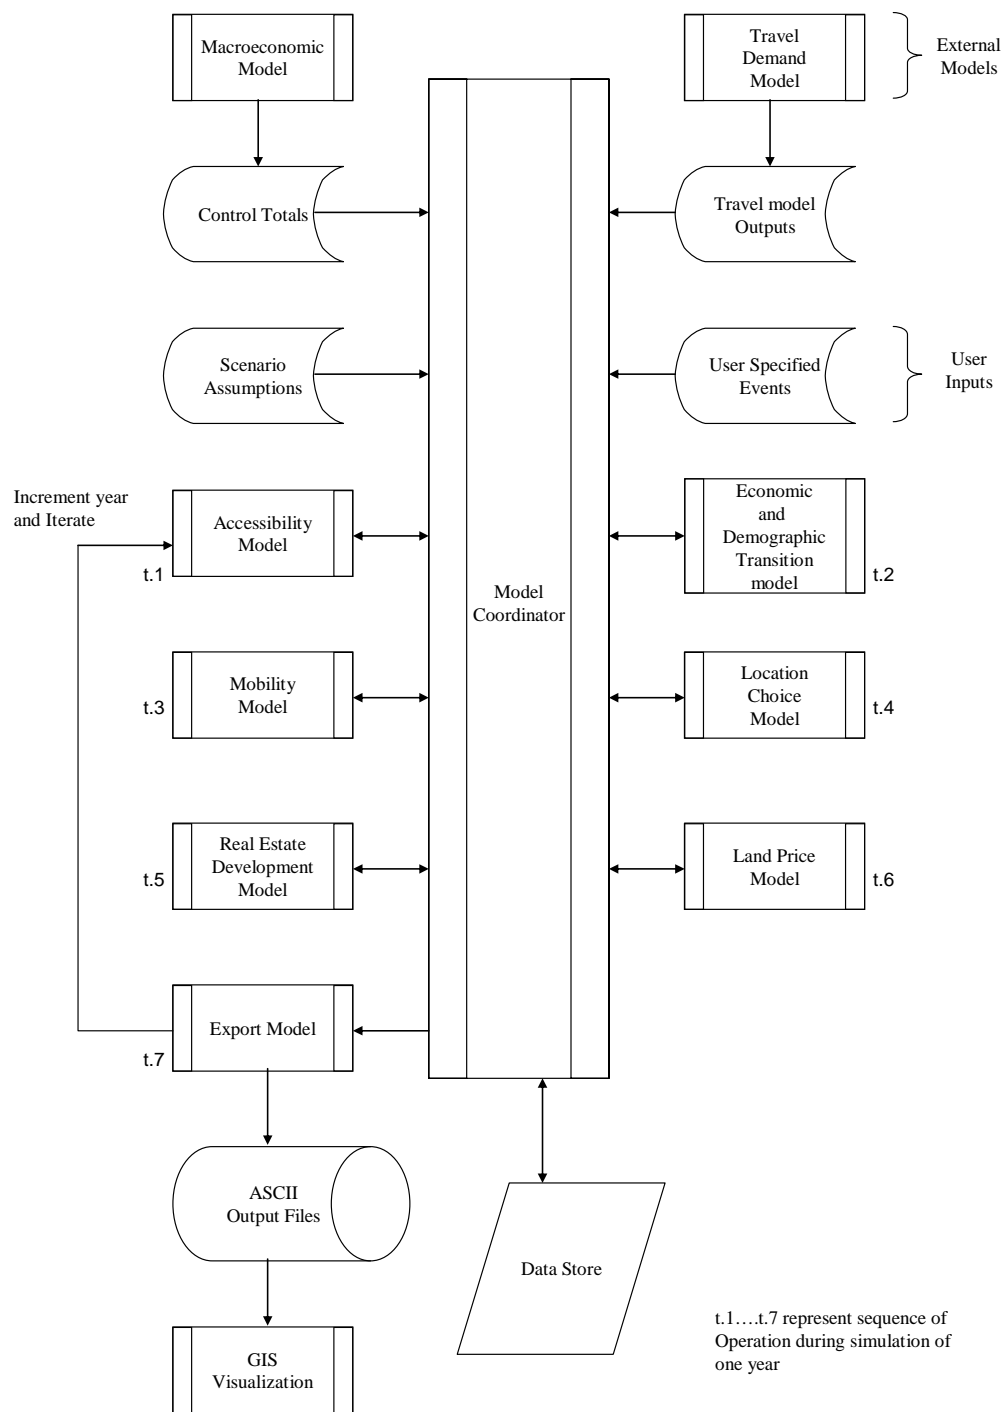 Macroeconomic
Model
Travel
Demand
Model
External
Models
Control Totals
Travel model
Outputs
Scenario
Assumptions
User Specified
Events
User
Inputs
Increment year
and Iterate
Accessibility
Model
t.1
Economic
and
Demographic
Transition
model
t.2
Model
Coordinator
Mobility
Model
t.3
Location
Choice
Model
t.4
Real Estate
Development
Model
t.5
Land Price
Model
t.6
Export Model
t.7
ASCII
Output Files
Data Store
GIS
Visualization
t.1....t.7 represent sequence of
Operation during simulation of
one year